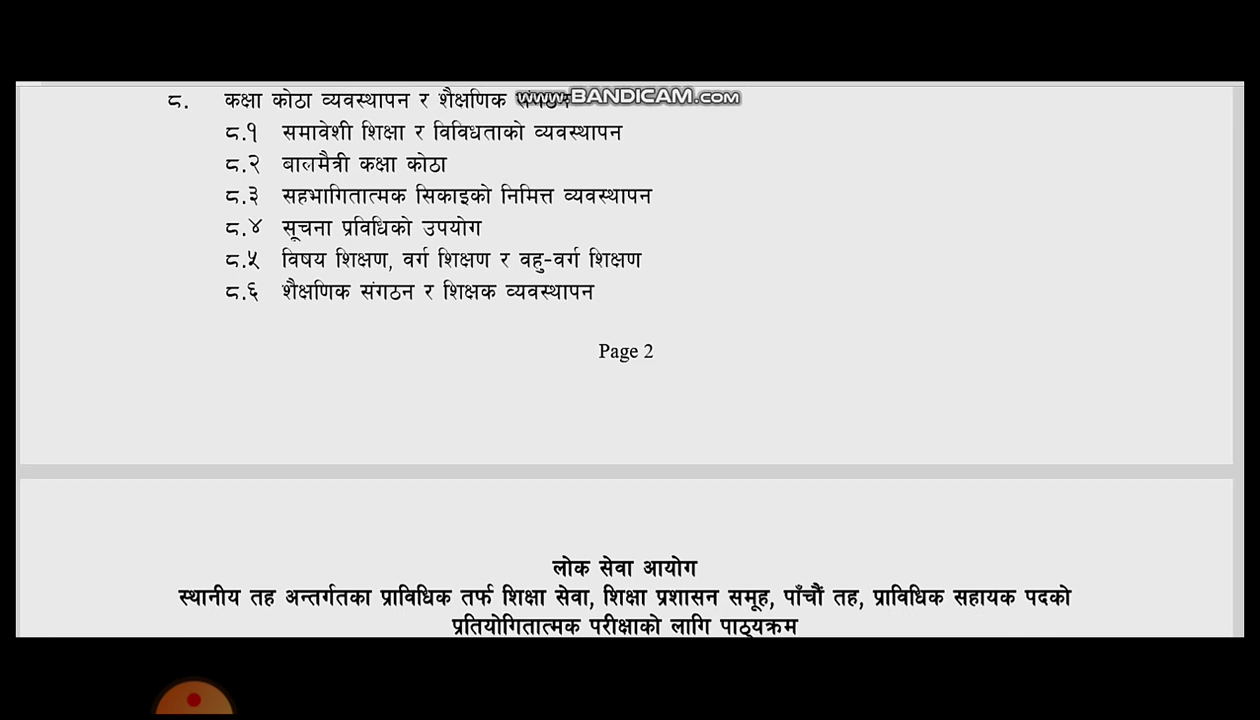 ८. कक्षा कोठा व्यवस्थापन र शैक्षणिक
www.BANDICAM.com
८.१ समावेशी शिक्षा र विविधताको व्यवस्थापन
८.२ बालमैत्री कक्षा कोठा
८.३ सहभागितात्मक सिकाइको निमित्त व्यवस्थापन
८.४ सूचना प्रविधिको उपयोग
८.५ विषय शिक्षण, वर्ग शिक्षण र वहु-वर्ग शिक्षण
८.६ शैक्षणिक संगठन र शिक्षक व्यवस्थापन
Page 2
लोक सेवा आयोग
स्थानीय तह अन्तर्गतका प्राविधिक तर्फ शिक्षा सेवा, शिक्षा प्रशासन समूह, पाँचौं तह, प्राविधिक सहायक पदको
प्रतियोगितात्मक परीक्षाको लागि पाठ्यक्रम